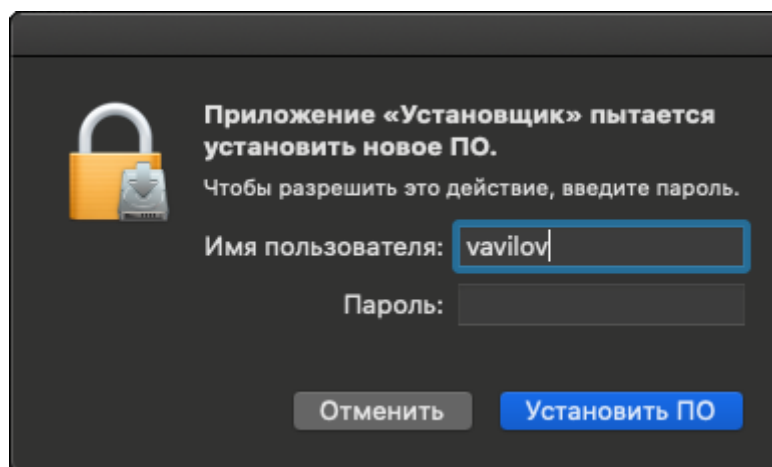 Приложение «Установщик» пытается
установить новое ПО.
Чтобы разрешить это действие, введите пароль.
Имя пользователя: vavilov
Пароль:
Отменить Установить ПО